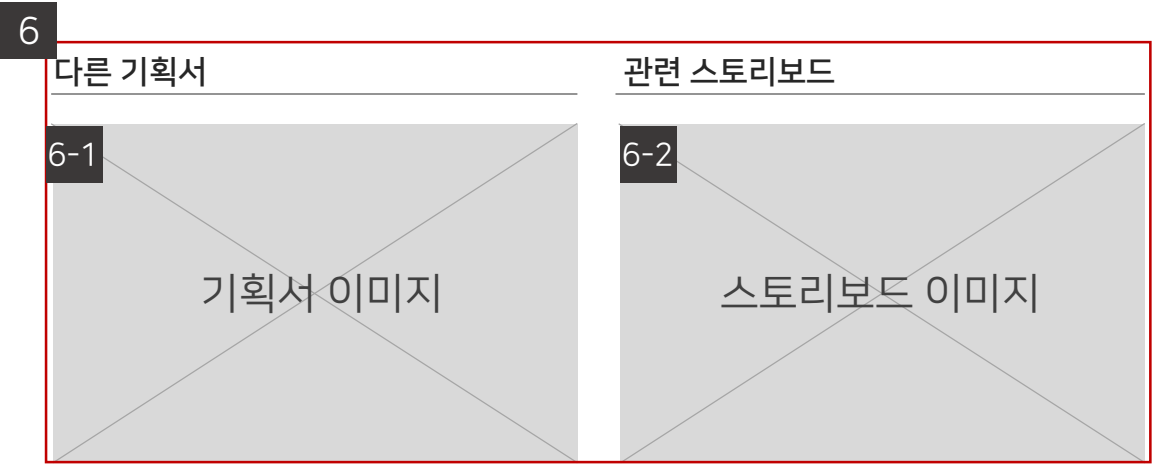 6
다른 기획서
관련 스토리보드
6-1
6-2
기획서 이미지
스토리보드 이미지